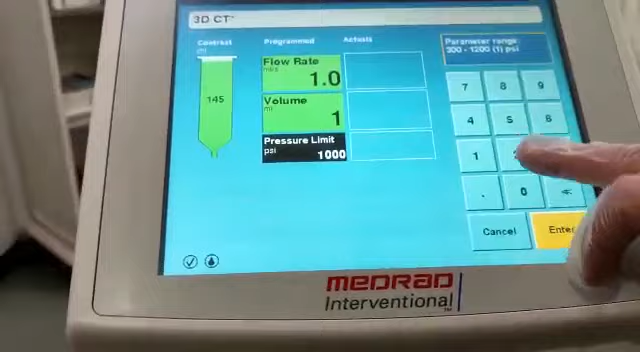 3D CT
Contrast
ml
Programmed
Actuals
Parameter range:
300 - 1200 (1) psi
145
Flow Rate
ml/s
1.0
Volume
ml
1
Pressure Limit
psi
1000
7 8 9
4 5 6
1
. 0
Cancel
Enter
MEDRAD
Interventional™